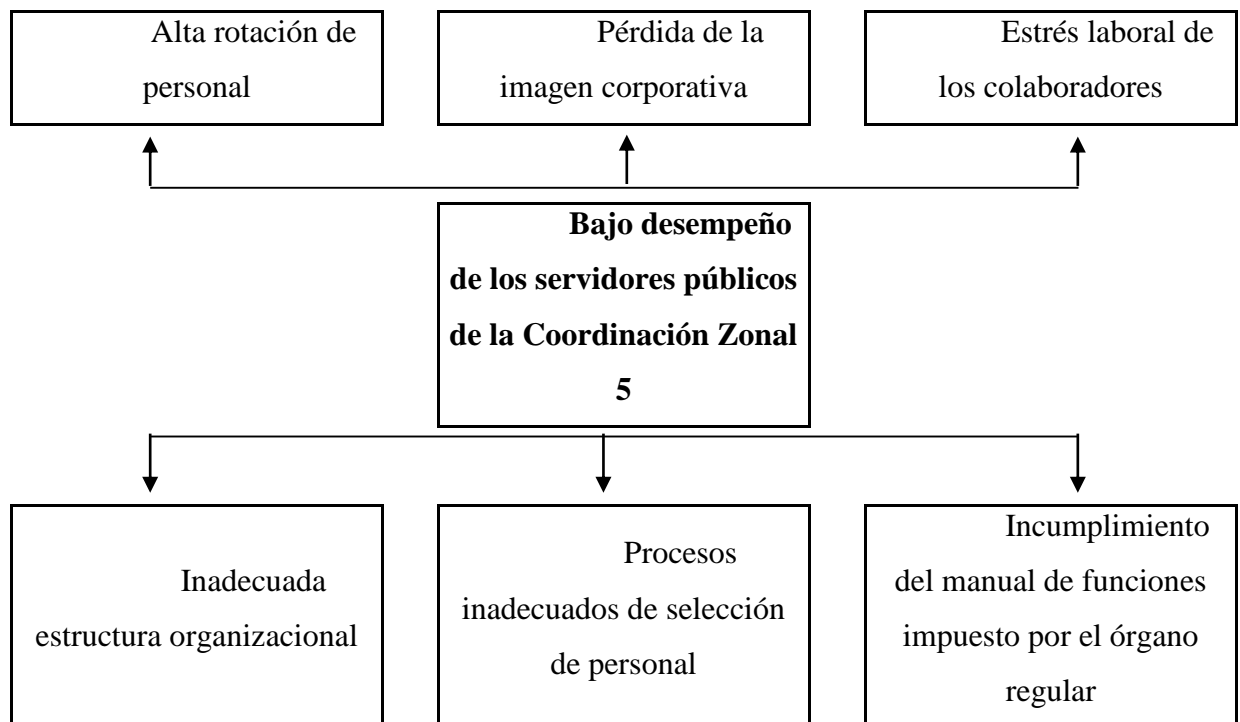 Alta rotación de
personal
Pérdida de la
imagen corporativa
Estrés laboral de
los colaboradores
Bajo desempeño
de los servidores públicos
de la Coordinación Zonal
5
Inadecuada
estructura organizacional
Procesos
inadecuados de selección
de personal
Incumplimiento
del manual de funciones
impuesto por el órgano
regular